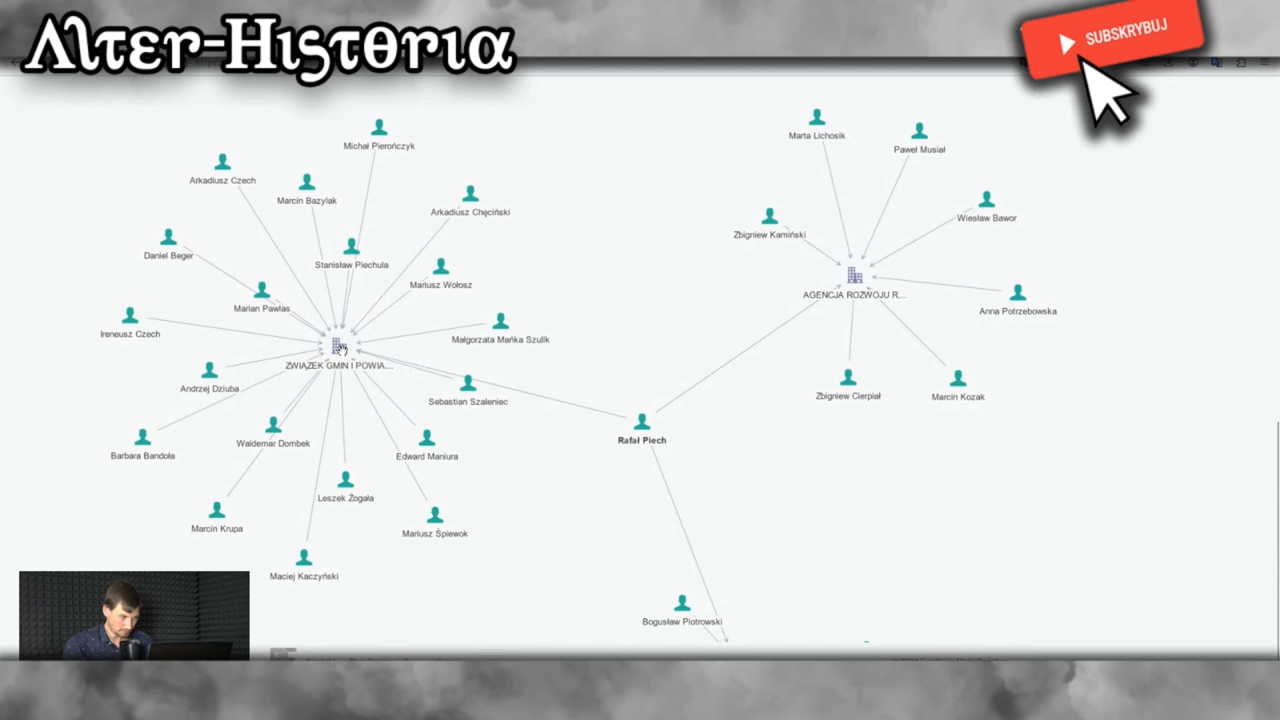 Alter-Historia
SUBSKRYBUJ
Michał Pierończyk
Marta Lichosik
Paweł Musiał
Arkadiusz Czech
Marcin Bazylak
Arkadiusz Chęciński
Wiesław Bawor
Zbigniew Kamiński
Daniel Beger
Stanisław Piechula
Mariusz Wołosz
AGENCJA ROZWOJU R...
Marian Pawlas
Anna Potrzebowska
Ireneusz Czech
Małgorzata Mańka Szulik
ZWIĄZEK GMIN I POWIA...
Andrzej Dziuba
Sebastian Szaleniec
Zbigniew Cierpiał
Marcin Kozak
Rafał Piech
Waldemar Dombek
Barbara Bandoła
Edward Maniura
Leszek Żogała
Marcin Krupa
Mariusz Śpiewok
Maciej Kaczyński
Bogusław Piotrowski